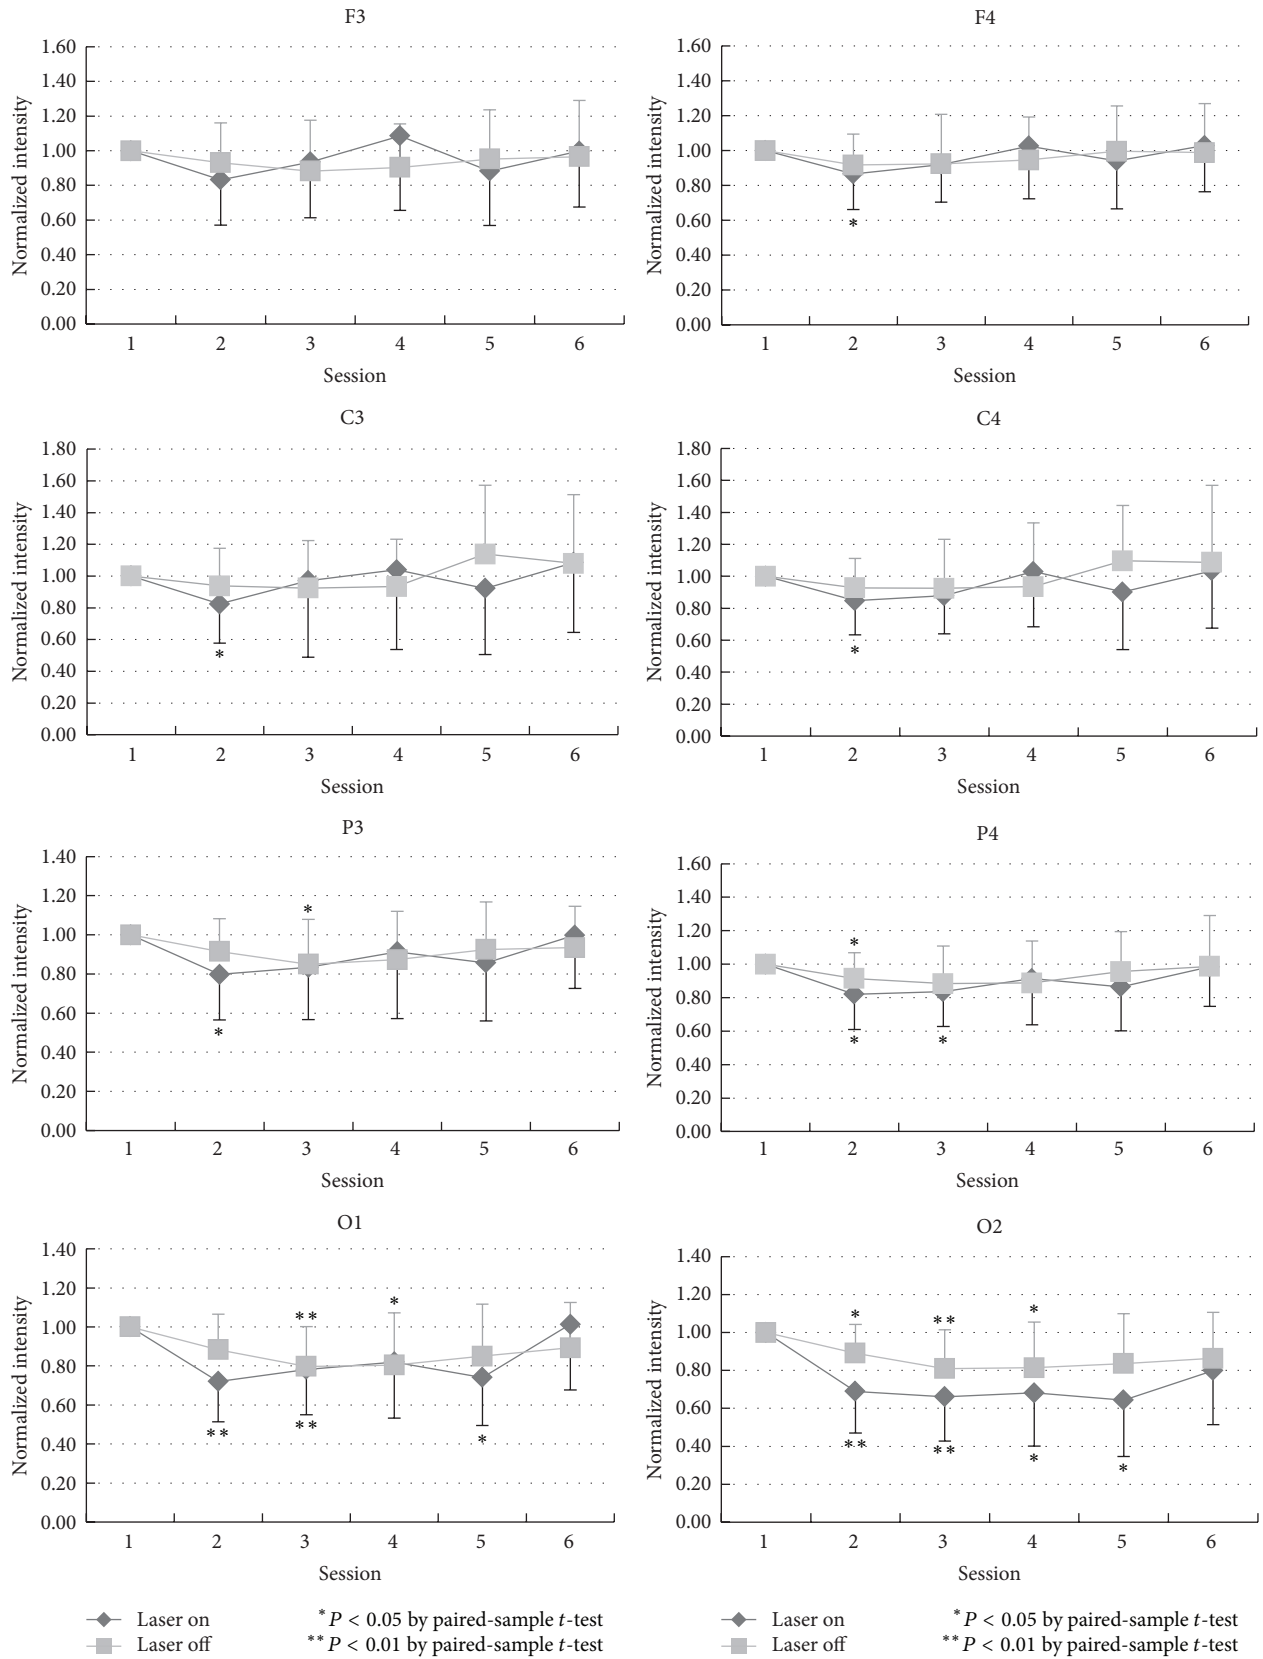 F3
1.60
1.40
1.20
1.00
0.80
0.60
0.40
0.20
0.00
Normalized intensity
1 2 3 4 5 6
Session
F4
1.60
1.40
1.20
1.00
0.80
0.60
0.40
0.20
0.00
Normalized intensity
*
1 2 3 4 5 6
Session
C3
1.80
1.60
1.40
1.20
1.00
0.80
0.60
0.40
0.20
0.00
Normalized intensity
*
1 2 3 4 5 6
Session
C4
1.80
1.60
1.40
1.20
1.00
0.80
0.60
0.40
0.20
0.00
Normalized intensity
*
1 2 3 4 5 6
Session
P3
1.40
1.20
1.00
0.80
0.60
0.40
0.20
0.00
Normalized intensity
*
*
1 2 3 4 5 6
Session
P4
1.60
1.40
1.20
1.00
0.80
0.60
0.40
0.20
0.00
Normalized intensity
*
* *
1 2 3 4 5 6
Session
O1
1.40
1.20
1.00
0.80
0.60
0.40
0.20
0.00
Normalized intensity
** *
** ** *
1 2 3 4 5 6
Session
O2
1.40
1.20
1.00
0.80
0.60
0.40
0.20
0.00
Normalized intensity
* ** *
** ** * *
1 2 3 4 5 6
Session
Laser on
Laser off
*P < 0.05 by paired-sample t-test
**P < 0.01 by paired-sample t-test
Laser on
Laser off
*P < 0.05 by paired-sample t-test
**P < 0.01 by paired-sample t-test